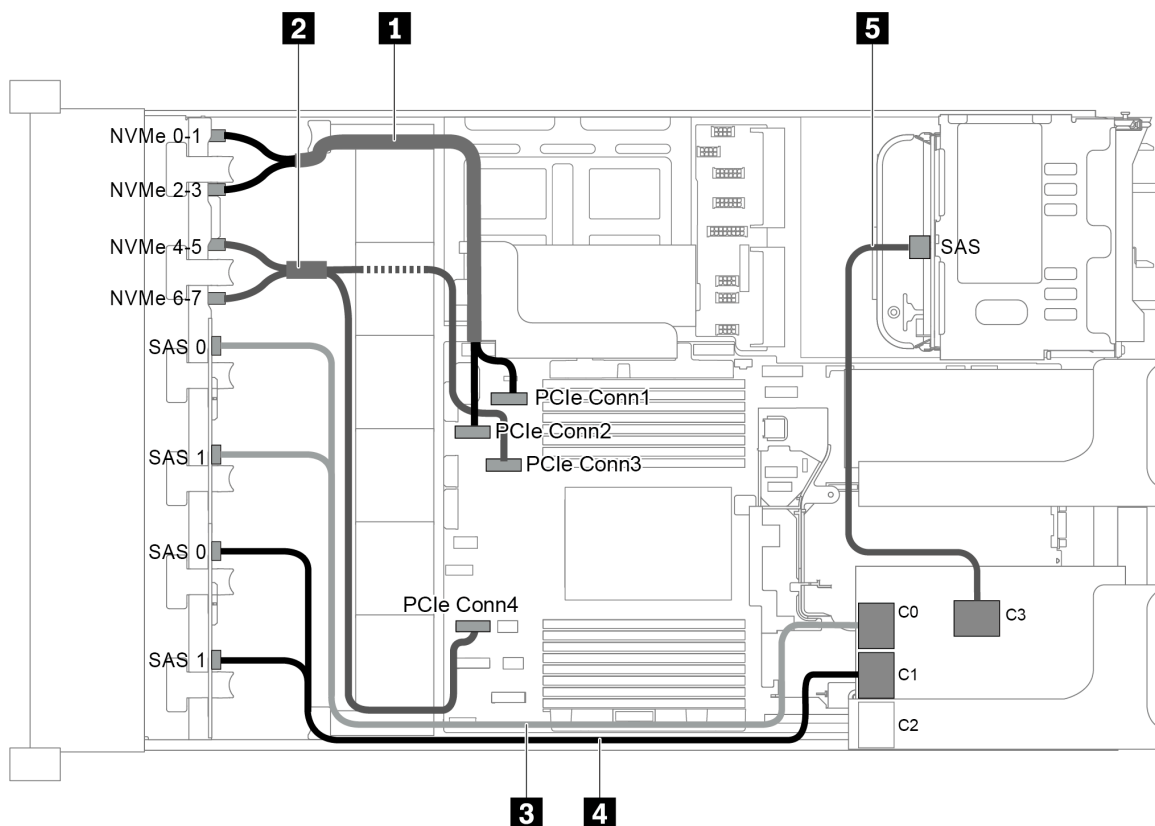 2 1 5
NVMe 0-1
NVMe 2-3
NVMe 4-5
SAS
NVMe 6-7
SAS 0
PCIe Conn1
PCIe Conn2
SAS 1
PCIe Conn3
SAS 0
PCIe Conn4
C0
C3
SAS 1
C1
C2
3 4